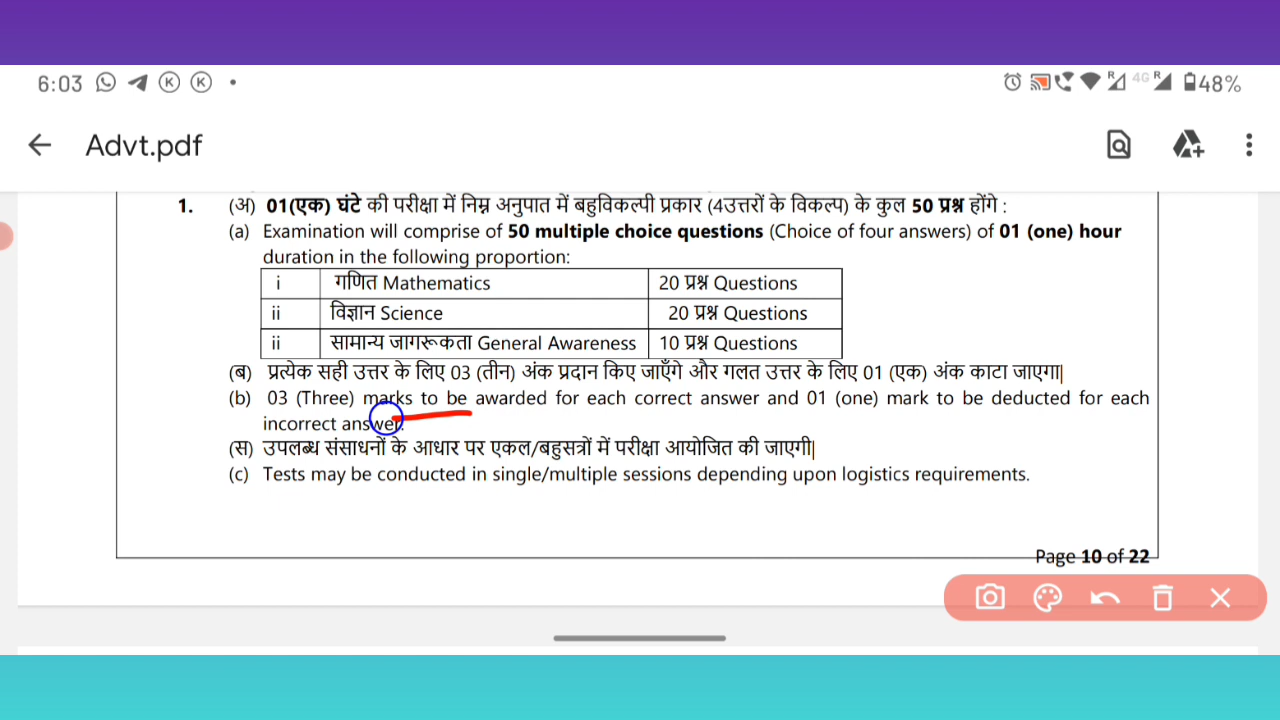 6:03 4G R R 48%
Advt.pdf
1. (अ) 01(एक) घंटे की परीक्षा में निम्न अनुपात में बहुविकल्पी प्रकार (4उत्तरों के विकल्प) के कुल 50 प्रश्न होंगे :
(a) Examination will comprise of 50 multiple choice questions (Choice of four answers) of 01 (one) hour
duration in the following proportion:
i गणित Mathematics 20 प्रश्न Questions
ii विज्ञान Science 20 प्रश्न Questions
ii सामान्य जागरूकता General Awareness 10 प्रश्न Questions
(ब) प्रत्येक सही उत्तर के लिए 03 (तीन) अंक प्रदान किए जाएँगे और गलत उत्तर के लिए 01 (एक) अंक काटा जाएगा|
(b) 03 (Three) marks to be awarded for each correct answer and 01 (one) mark to be deducted for each
incorrect answer.
(स) उपलब्ध संसाधनों के आधार पर एकल/बहुसत्रों में परीक्षा आयोजित की जाएगी|
(c) Tests may be conducted in single/multiple sessions depending upon logistics requirements.
Page 10 of 22